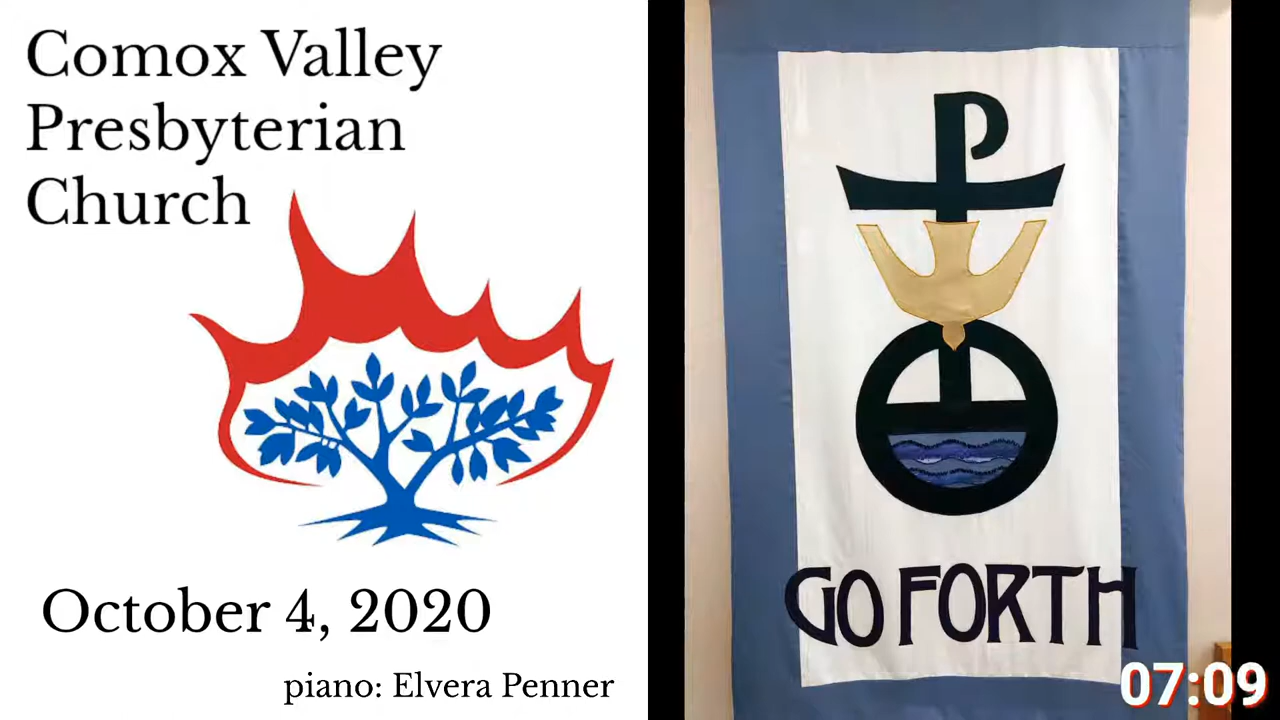 Comox Valley
Presbyterian
Church
October 4, 2020
piano: Elvera Penner
GO FORTH
07:09